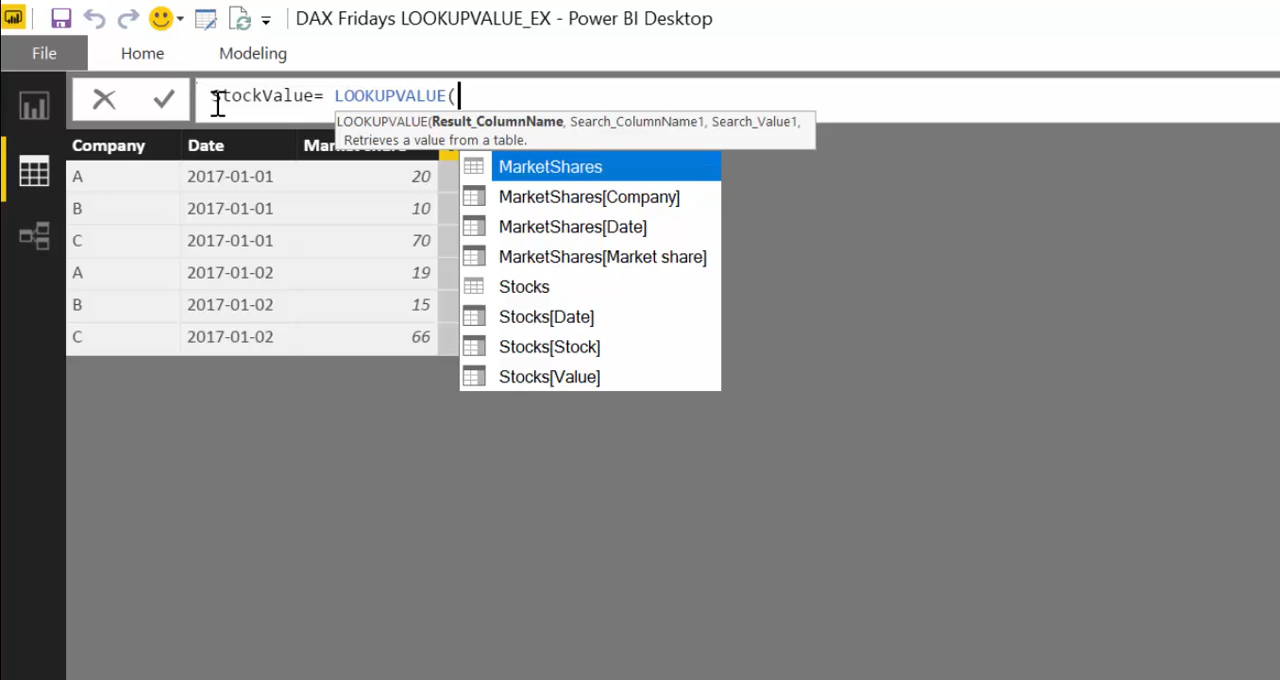 DAX Fridays LOOKUPVALUE_EX - Power BI Desktop
File Home Modeling
StockValue= LOOKUPVALUE(
LOOKUPVALUE(Result_ColumnName, Search_ColumnName1, Search_Value1,
Retrieves a value from a table.
Company Date
A 2017-01-01 20
B 2017-01-01 10
C 2017-01-01 70
A 2017-01-02 19
B 2017-01-02 15
C 2017-01-02 66
MarketShares
MarketShares[Company]
MarketShares[Date]
MarketShares[Market share]
Stocks
Stocks[Date]
Stocks[Stock]
Stocks[Value]